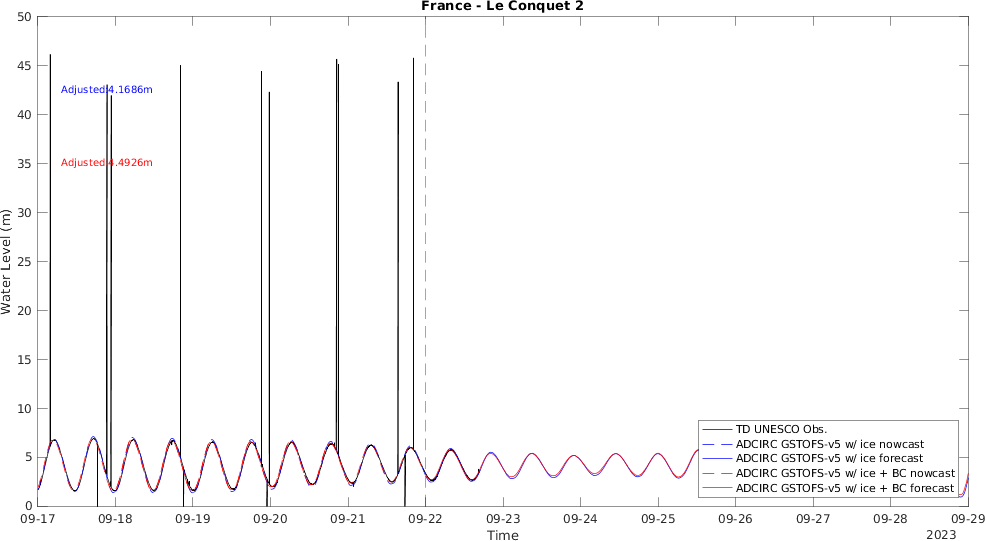 France - Le Conquet 2
50
45
40
35
30
25
20
15
10
5
0
Water Level (m)
Adjusted 4.1686m
Adjusted 4.4926m
TD UNESCO Obs.
ADCIRC GSTOFS-v5 w/ ice nowcast
ADCIRC GSTOFS-v5 w/ ice forecast
ADCIRC GSTOFS-v5 w/ ice + BC nowcast
ADCIRC GSTOFS-v5 w/ ice + BC forecast
09-17 09-18 09-19 09-20 09-21 09-22 09-23 09-24 09-25 09-26 09-27 09-28 09-29
Time
2023